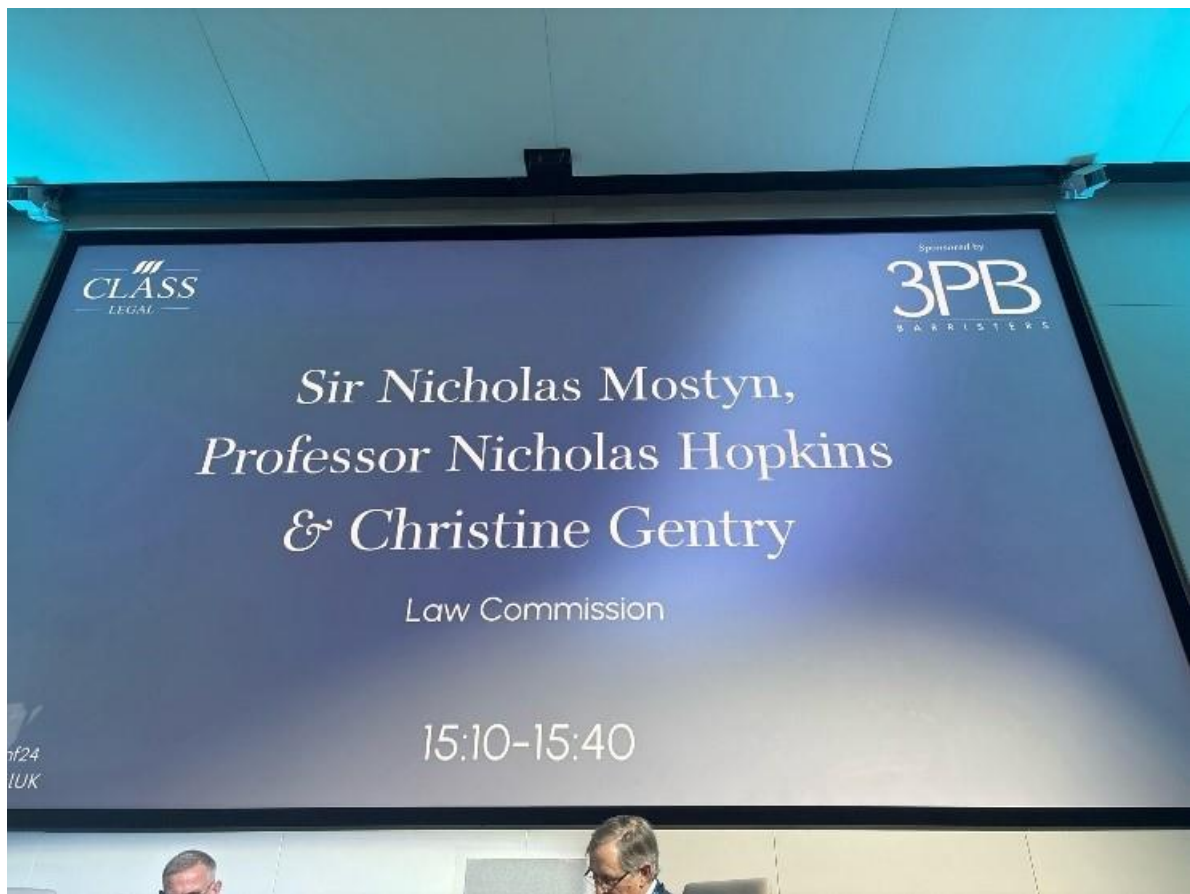 CLASS
LEGAL
Sponsored by
3PB
BARRISTERS
Sir Nicholas Mostyn,
Professor Nicholas Hopkins
& Christine Gentry
Law Commission
15:10-15:40